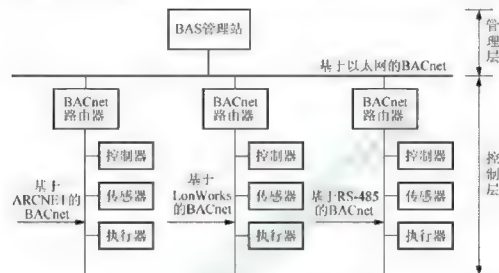 BAS管理站
管理层
基于以太网的BACnet
BACnet
路由器
BACnet
路由器
BACnet
路由器
控制层
控制器
控制器
控制器
基于
ARCNET的
BACnet
传感器
基于
LonWorks
的BACnet
传感器
基于RS-485
的BACnet
传感器
执行器
执行器
执行器